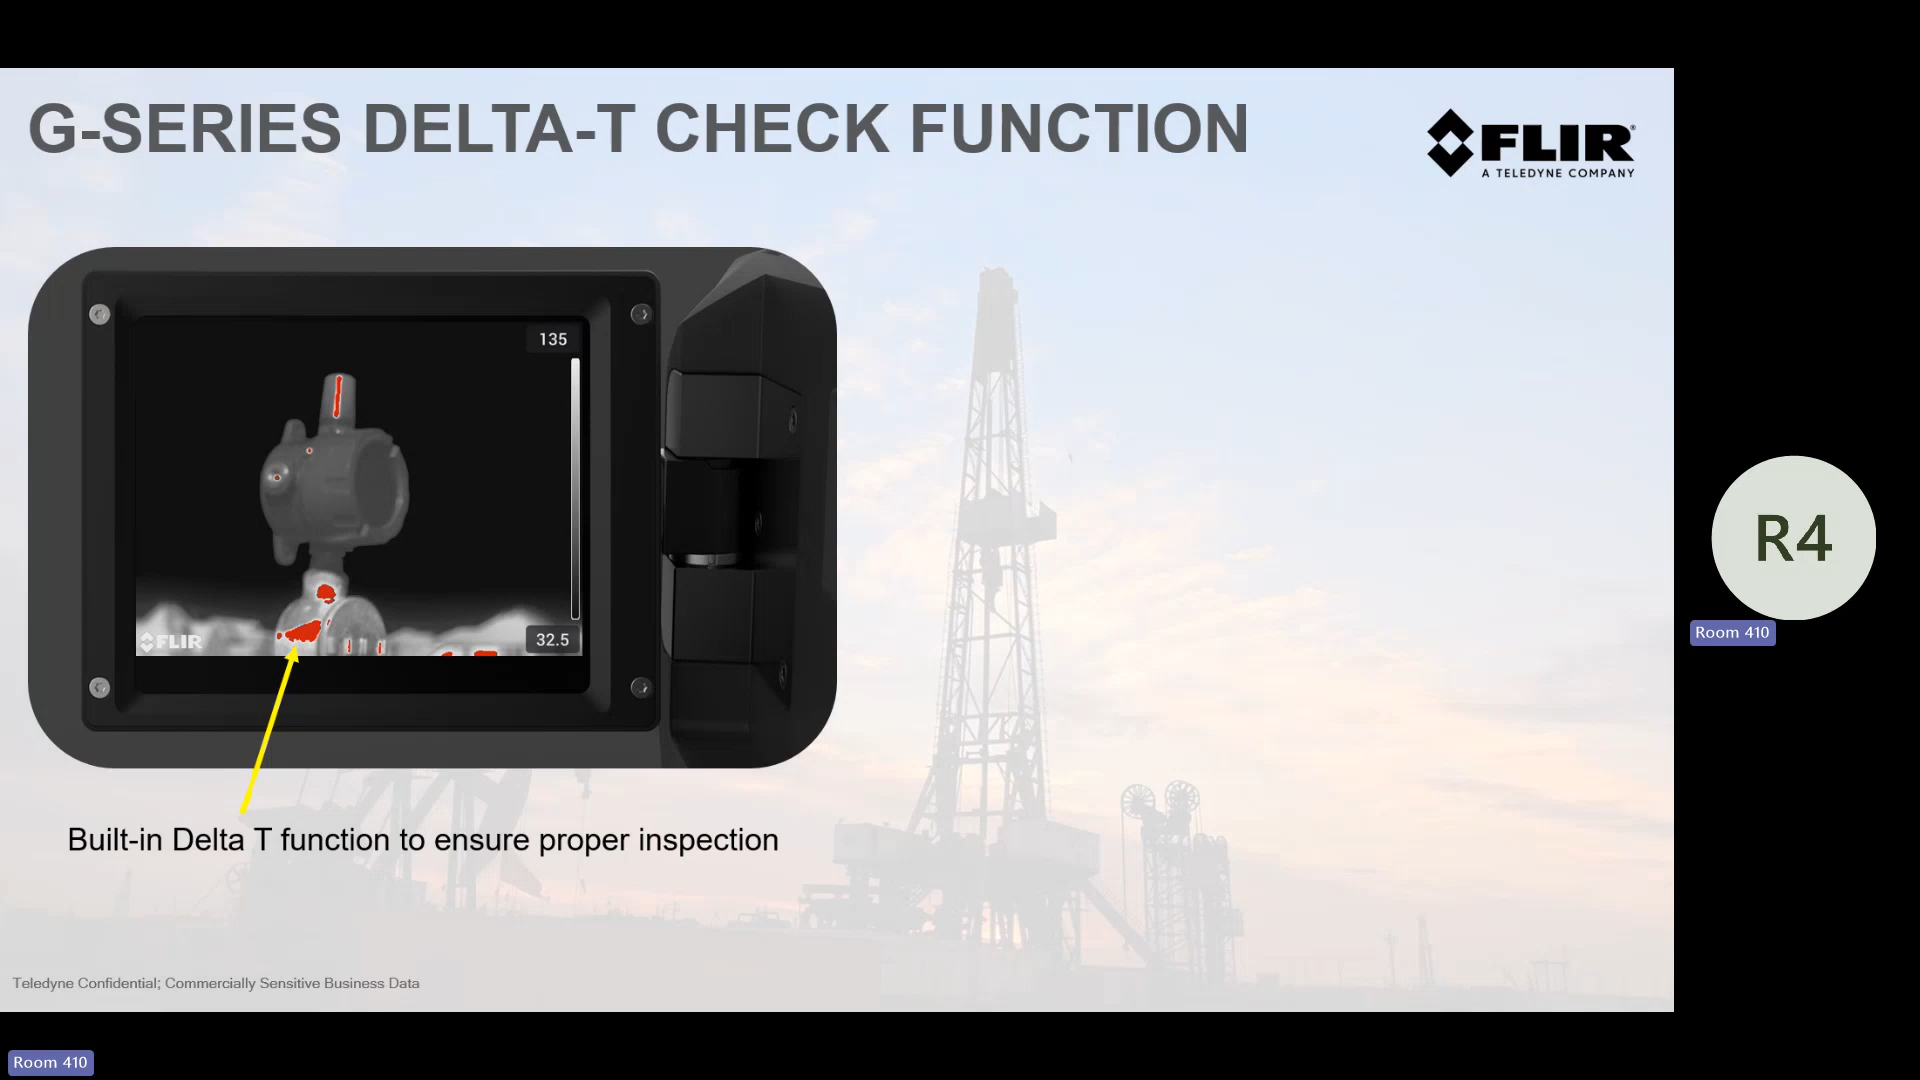 G-SERIES DELTA-T CHECK FUNCTION
FLIR®
A TELEDYNE COMPANY
135
32.5
FLIR
Built-in Delta T function to ensure proper inspection
Teledyne Confidential; Commercially Sensitive Business Data
R4
Room 410
Room 410